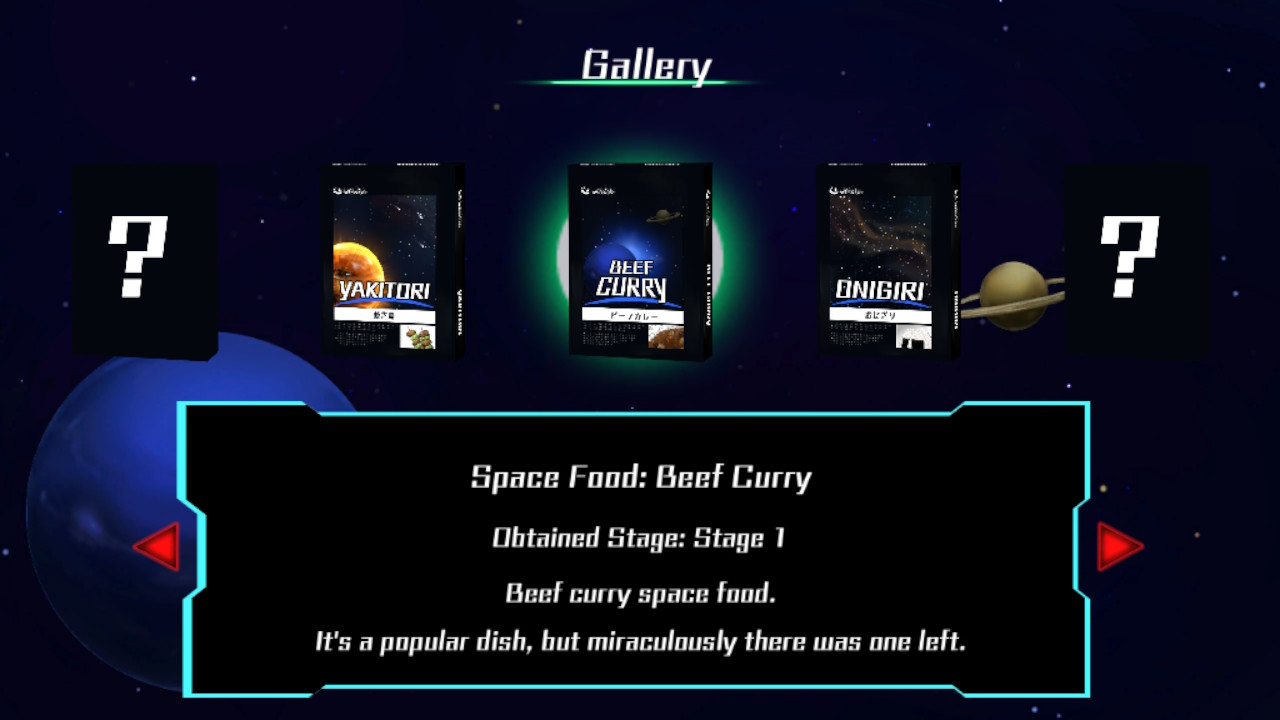 Gallery
?
YAKITORI
焼き鳥
BEEF
CURRY
ビーフカレー
ONIGIRI
おにぎり
?
Space Food: Beef Curry
Obtained Stage: Stage 1
Beef curry space food.
It's a popular dish, but miraculously there was one left.